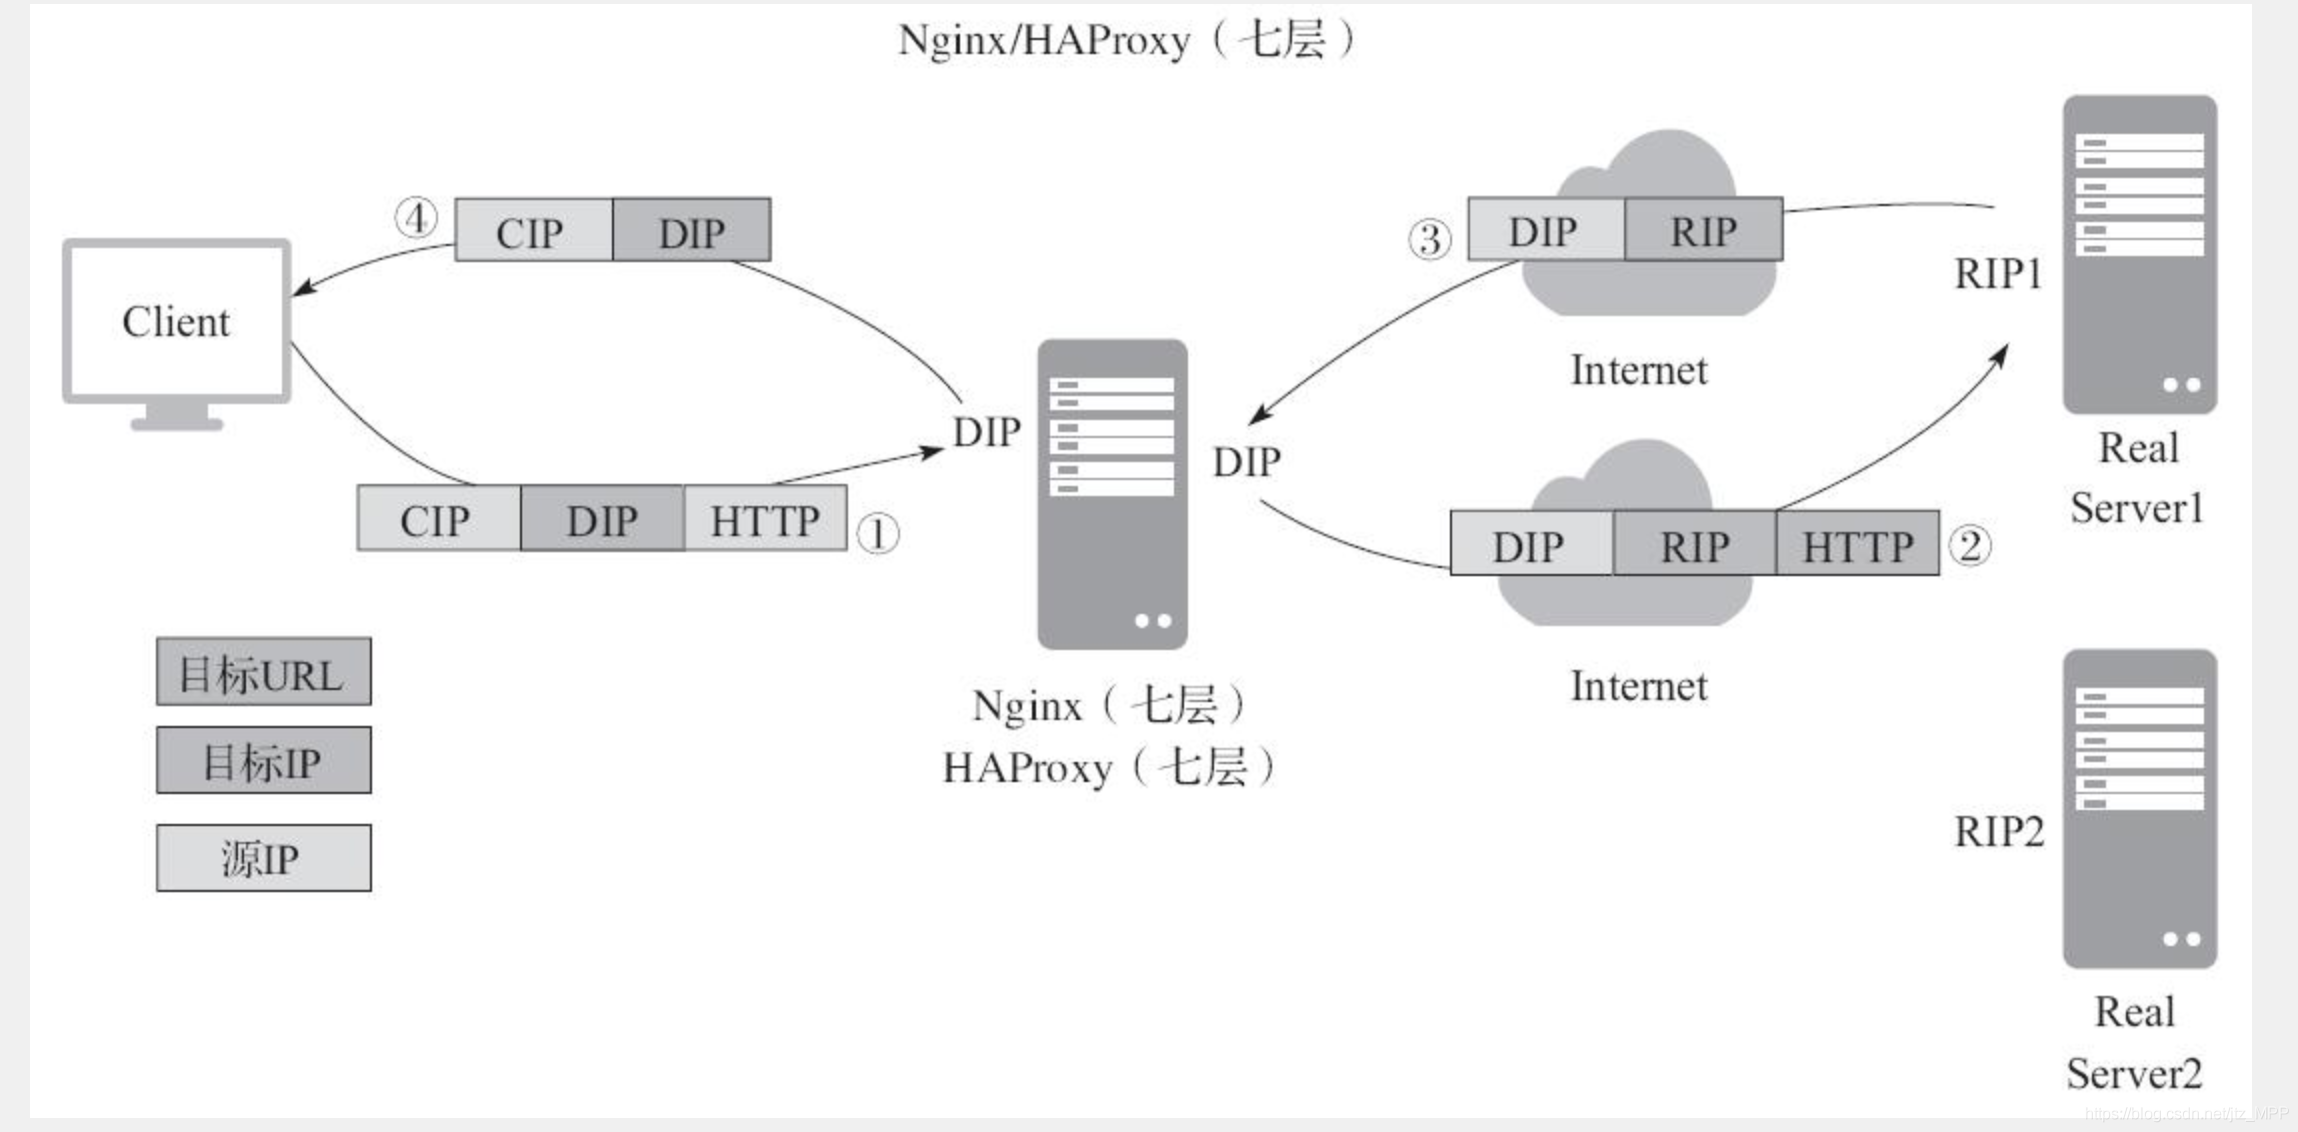 Nginx/HAProxy（七层）
④
CIP DIP
Client
CIP DIP HTTP
①
DIP
DIP
③
DIP RIP
Internet
DIP RIP HTTP
②
Internet
RIP1
Real
Server1
Nginx（七层）
HAProxy（七层）
目标URL
目标IP
源IP
RIP2
Real
Server2
https://blog.csdn.net/jtz_MPP